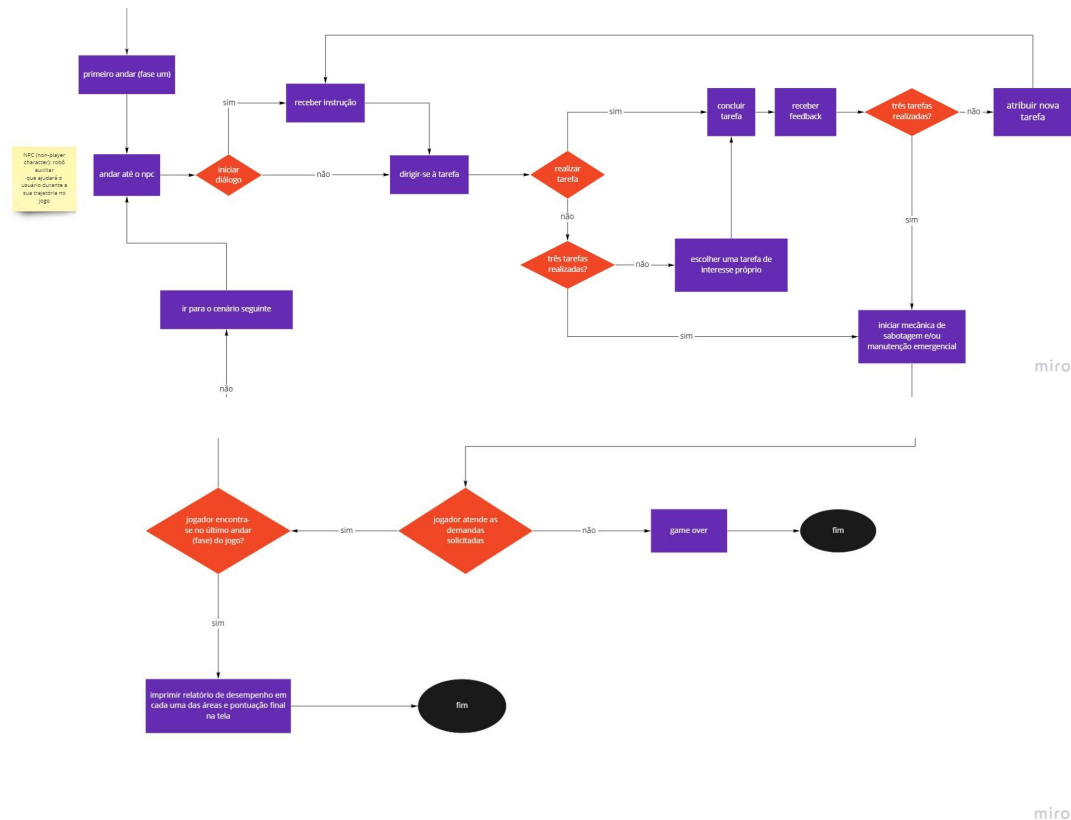 primeiro andar (fase um)
NPC (non-player
character): robô
auxiliar
que ajudará o
usuário durante a
sua trajetória no
jogo
andar até o npc
iniciar
diálogo
sim
não
receber instrução
dirigir-se à tarefa
realizar
tarefa
sim
não
concluir
tarefa
receber
feedback
três tarefas
realizadas?
não
atribuir nova
tarefa
sim
três tarefas
realizadas?
não
escolher uma tarefa de
interesse próprio
sim
iniciar mecânica de
sabotagem e/ou
manutenção emergencial
ir para o cenário seguinte
não
miro
jogador encontra-
se no último andar
(fase) do jogo?
sim
jogador atende as
demandas
solicitadas
não
game over
fim
sim
imprimir relatório de desempenho em
cada uma das áreas e pontuação final
na tela
fim
miro